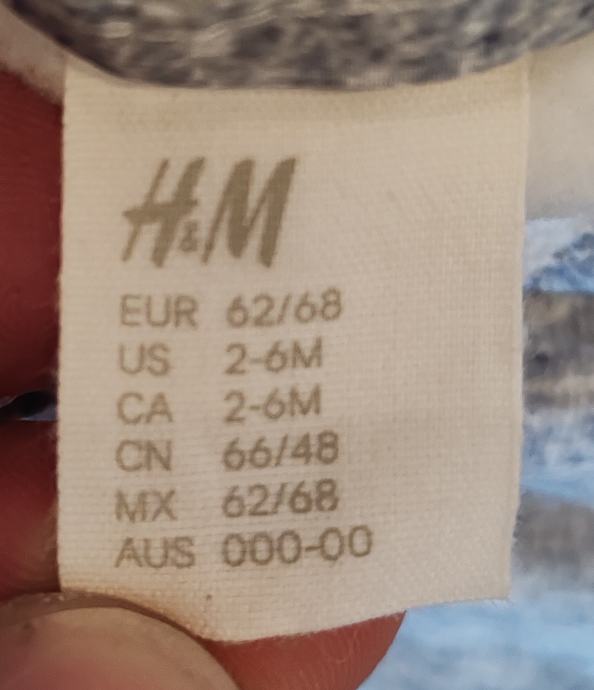 H&M
EUR 62/68
US 2-6M
CA 2-6M
CN 66/48
MX 62/68
AUS 000-00